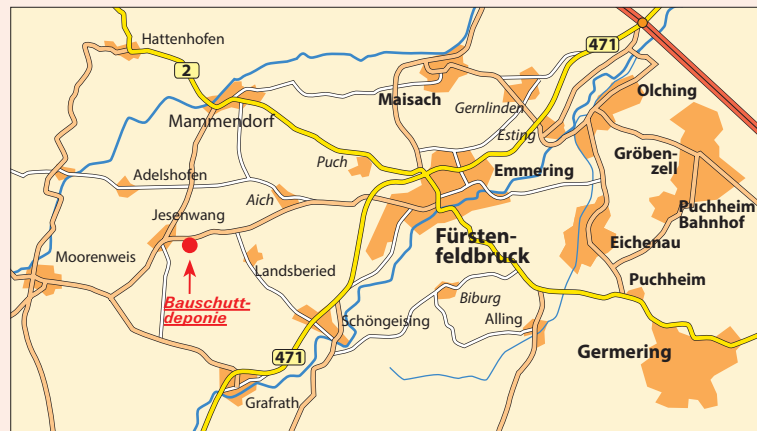 Hattenhofen
471
2
Maisach
Gernlinden
Olching
Mammendorf
Esting
Puch
Emmering
Gröben-
zell
Adelshofen
Aich
Jesenwang
Puchheim
Bahnhof
Fürsten-
feldbruck
Eichenau
Moorenweis
Landsberied
Puchheim
Bauschutt-
deponie
Biburg
Schöngeising
Alling
Germering
471
Grafrath